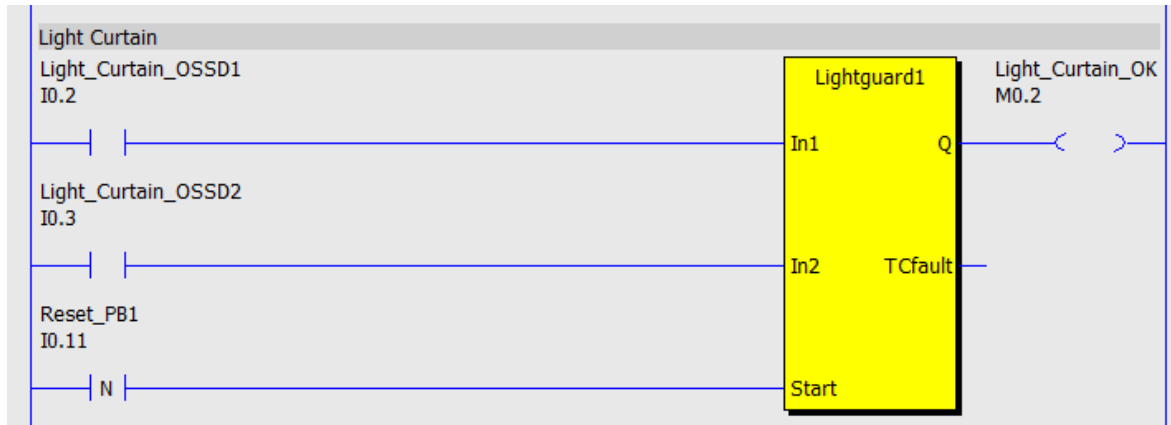 Light Curtain
Light_Curtain_OSSD1
I0.2
Lightguard1
Light_Curtain_OK
M0.2
In1
Q
Light_Curtain_OSSD2
I0.3
In2
TCfault
Reset_PB1
I0.11
N
Start